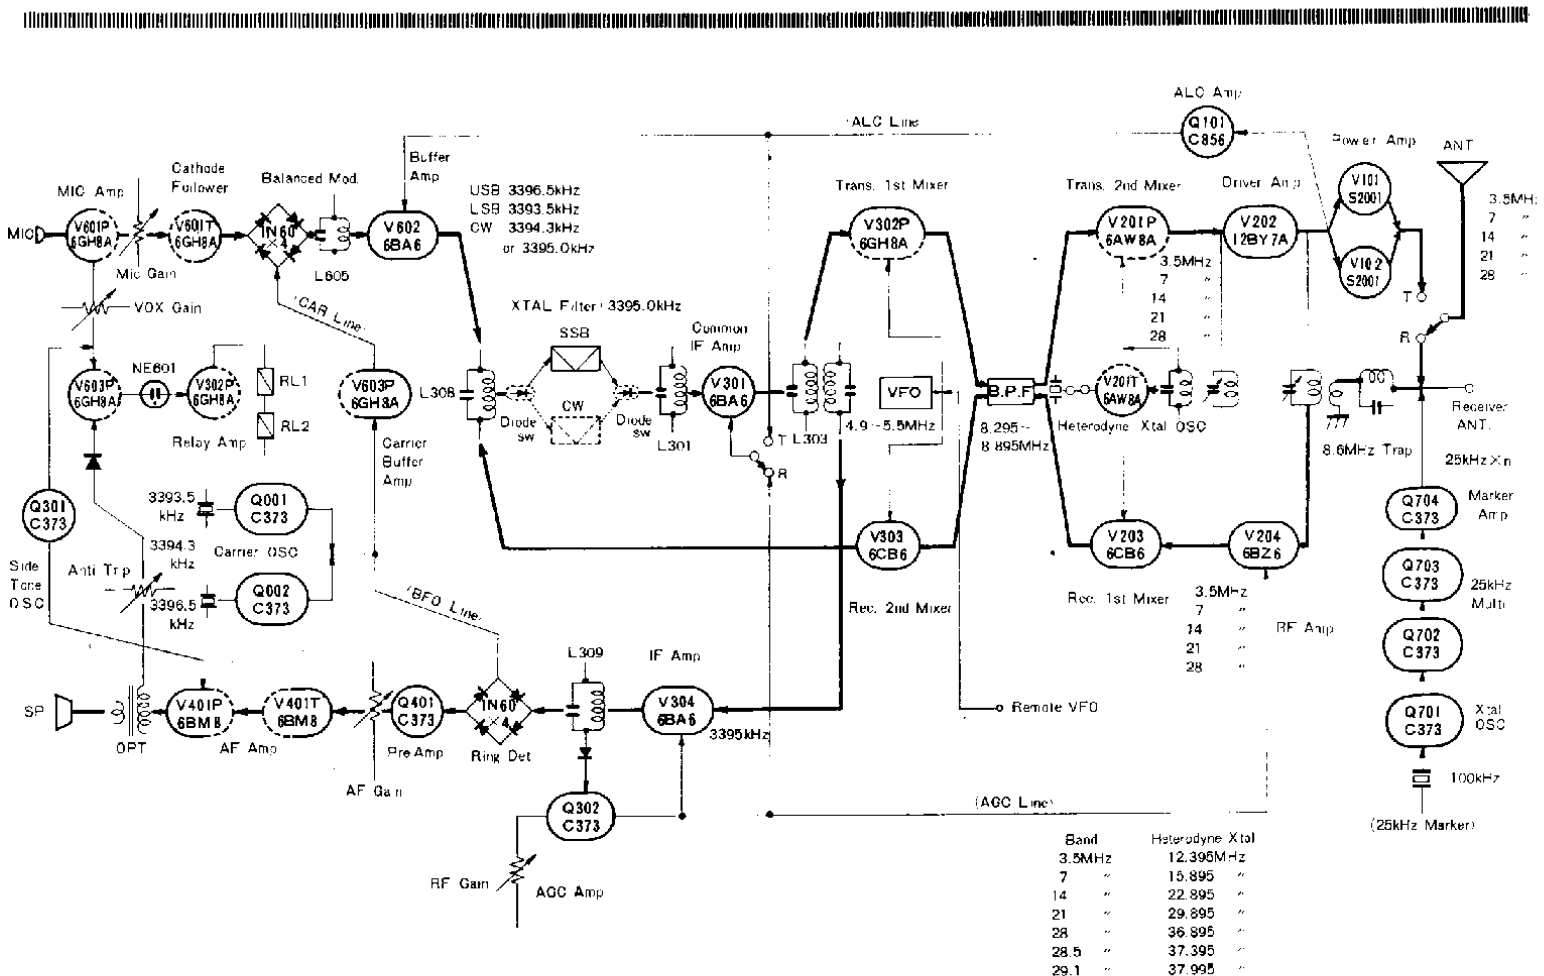 ALC Amp
Q101
C856
(ALC Line
Power Amp
ANT
Buffer
Amp
Cathode
Follower
Balanced Mod.
MIC Amp
USB 3396.5kHz
LSB 3393.5kHz
CW 3394.3kHz
or 3395.0kHz
Trans. 1st Mixer
Trans. 2nd Mixer
Driver Amp
V101
S2001
3.5MHz
7 "
14 "
21 "
28 "
MIC
V601P
6GH8A
V601T
6GH8A
1N60
×4
V602
6BA6
V302P
6GH8A
V201P
6AW8A
V202
12BY7A
V102
S2001
Mic Gain
L605
3.5MHz
7 "
14 "
21 "
28 "
T
R
VOX Gain
(CAR Line)
XTAL Filter (3395.0kHz
SSB
Common
IF Amp
NE601
V603P
6GH8A
V302P
6GH8A
RL1
RL2
V603P
6GH8A
L308
V301
6BA6
VFO
B.P.F
V201T
6AW8A
CW
Diode
sw
Diode
sw
L301
L303
4.9~5.5MHz
8.295~
8.895MHz
Heterodyne Xtal OSC
Receiver
ANT.
8.6MHz Trap
Relay Amp
Carrier
Buffer
Amp
T
R
25kHz Xn
Q301
C373
3393.5
kHz
Q001
C373
Q704
C373
Marker
Amp
3394.3
kHz
Carrier OSC
V303
6CB6
V203
6CB6
V204
6BZ6
Side
Tone
OSC
Anti Trip
3396.5
kHz
Q002
C373
(BFO Line)
Q703
C373
25kHz
Multi
Rec. 2nd Mixer
Rec. 1st Mixer
3.5MHz
7 "
14 "
21 "
28 "
RF Amp
Q702
C373
L309
IF Amp
SP
OPT
V401P
6BM8
V401T
6BM8
AF Amp
Q401
C373
Pre Amp
1N60
×4
Ring Det
V304
6BA6
3395kHz
Remote VFO
Q701
C373
Xtal
OSC
AF Gain
100kHz
Q302
C373
(AGC Line)
(25kHz Marker)
RF Gain
AGC Amp
Band Heterodyne Xtal
3.5MHz 12.395MHz
7 " 15.895 "
14 " 22.895 "
21 " 29.895 "
28 " 36.895 "
28.5 " 37.395 "
29.1 " 37.995 "